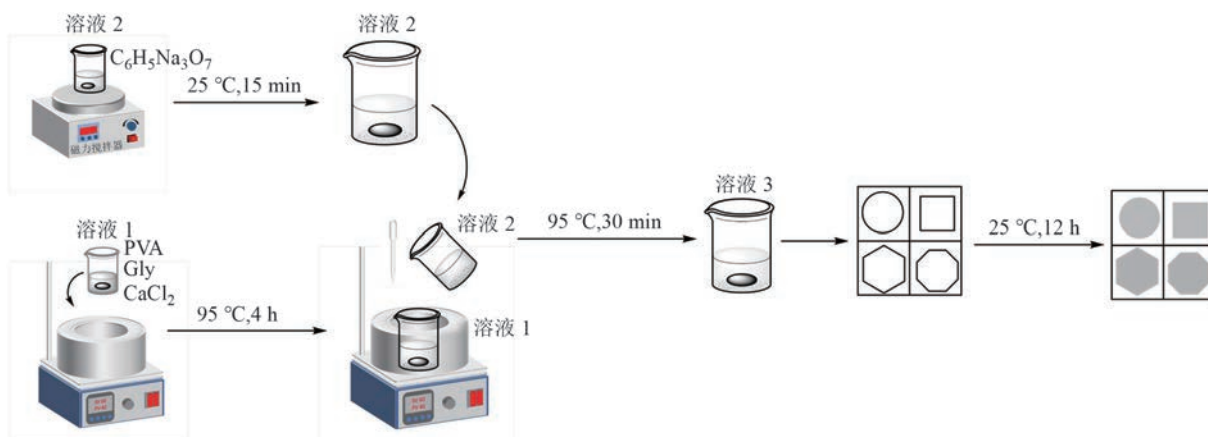 溶液 2
C₆H₅Na₃O₇
磁力搅拌器
25 ℃,15 min
溶液 2
溶液 1
PVA
Gly
CaCl₂
95 ℃,4 h
溶液 2
溶液 1
95 ℃,30 min
溶液 3
25 ℃,12 h